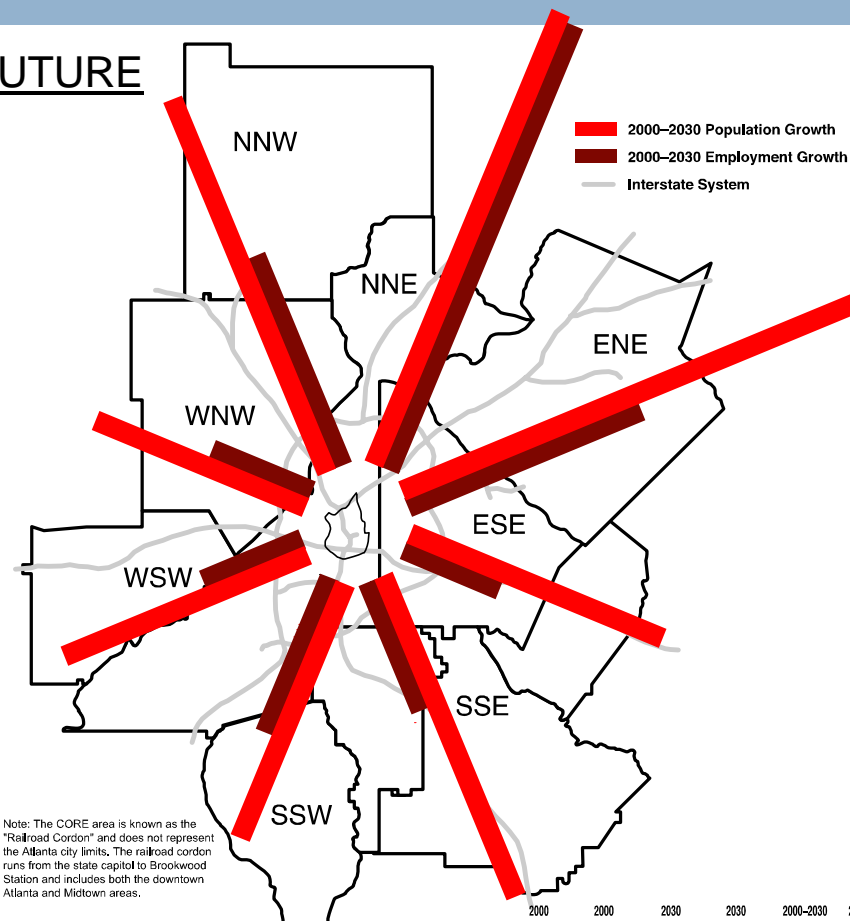 UTURE
NNW
2000–2030 Population Growth
2000–2030 Employment Growth
Interstate System
NNE
ENE
WNW
ESE
WSW
SSE
SSW
Note: The CORE area is known as the
"Railroad Cordon" and does not represent
the Atlanta city limits. The railroad cordon
runs from the state capitol to Brookwood
Station and includes both the downtown
Atlanta and Midtown areas.
2000 2000 2030 2030 2000–2030